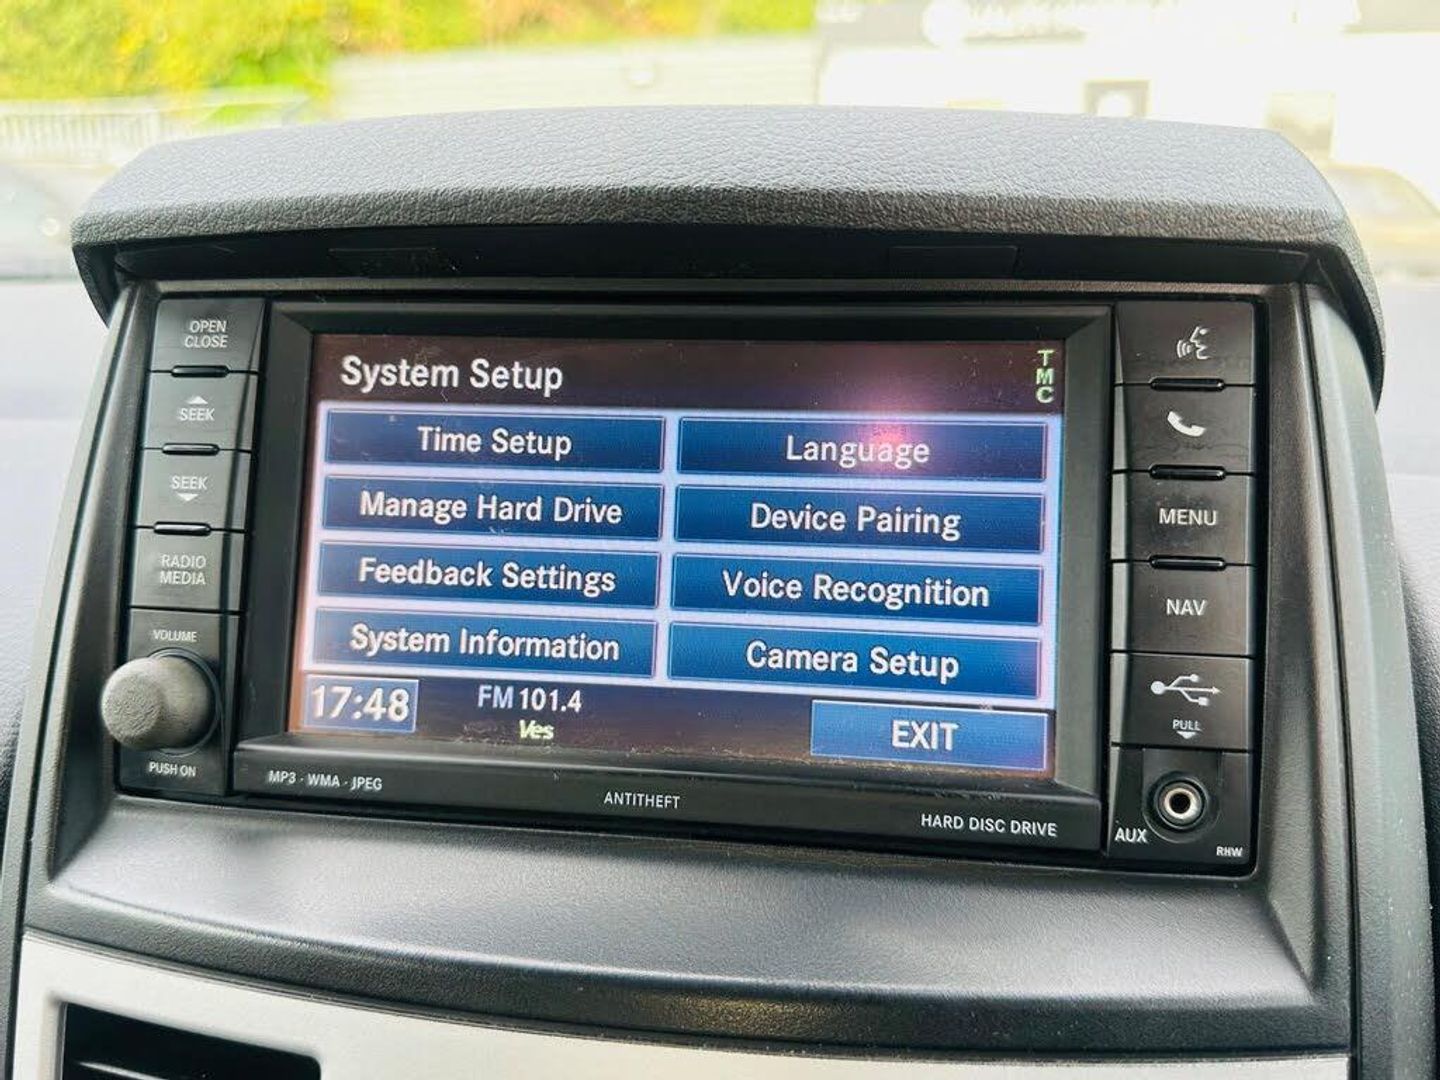 OPEN
CLOSE
SEEK
SEEK
RADIO
MEDIA
VOLUME
PUSH ON
System Setup
TMC
Time Setup
Language
Manage Hard Drive
Device Pairing
Feedback Settings
Voice Recognition
System Information
Camera Setup
17:48
FM 101.4
Ves
EXIT
MP3 · WMA · JPEG
ANTITHEFT
HARD DISC DRIVE
MENU
NAV
PULL
AUX
RHW